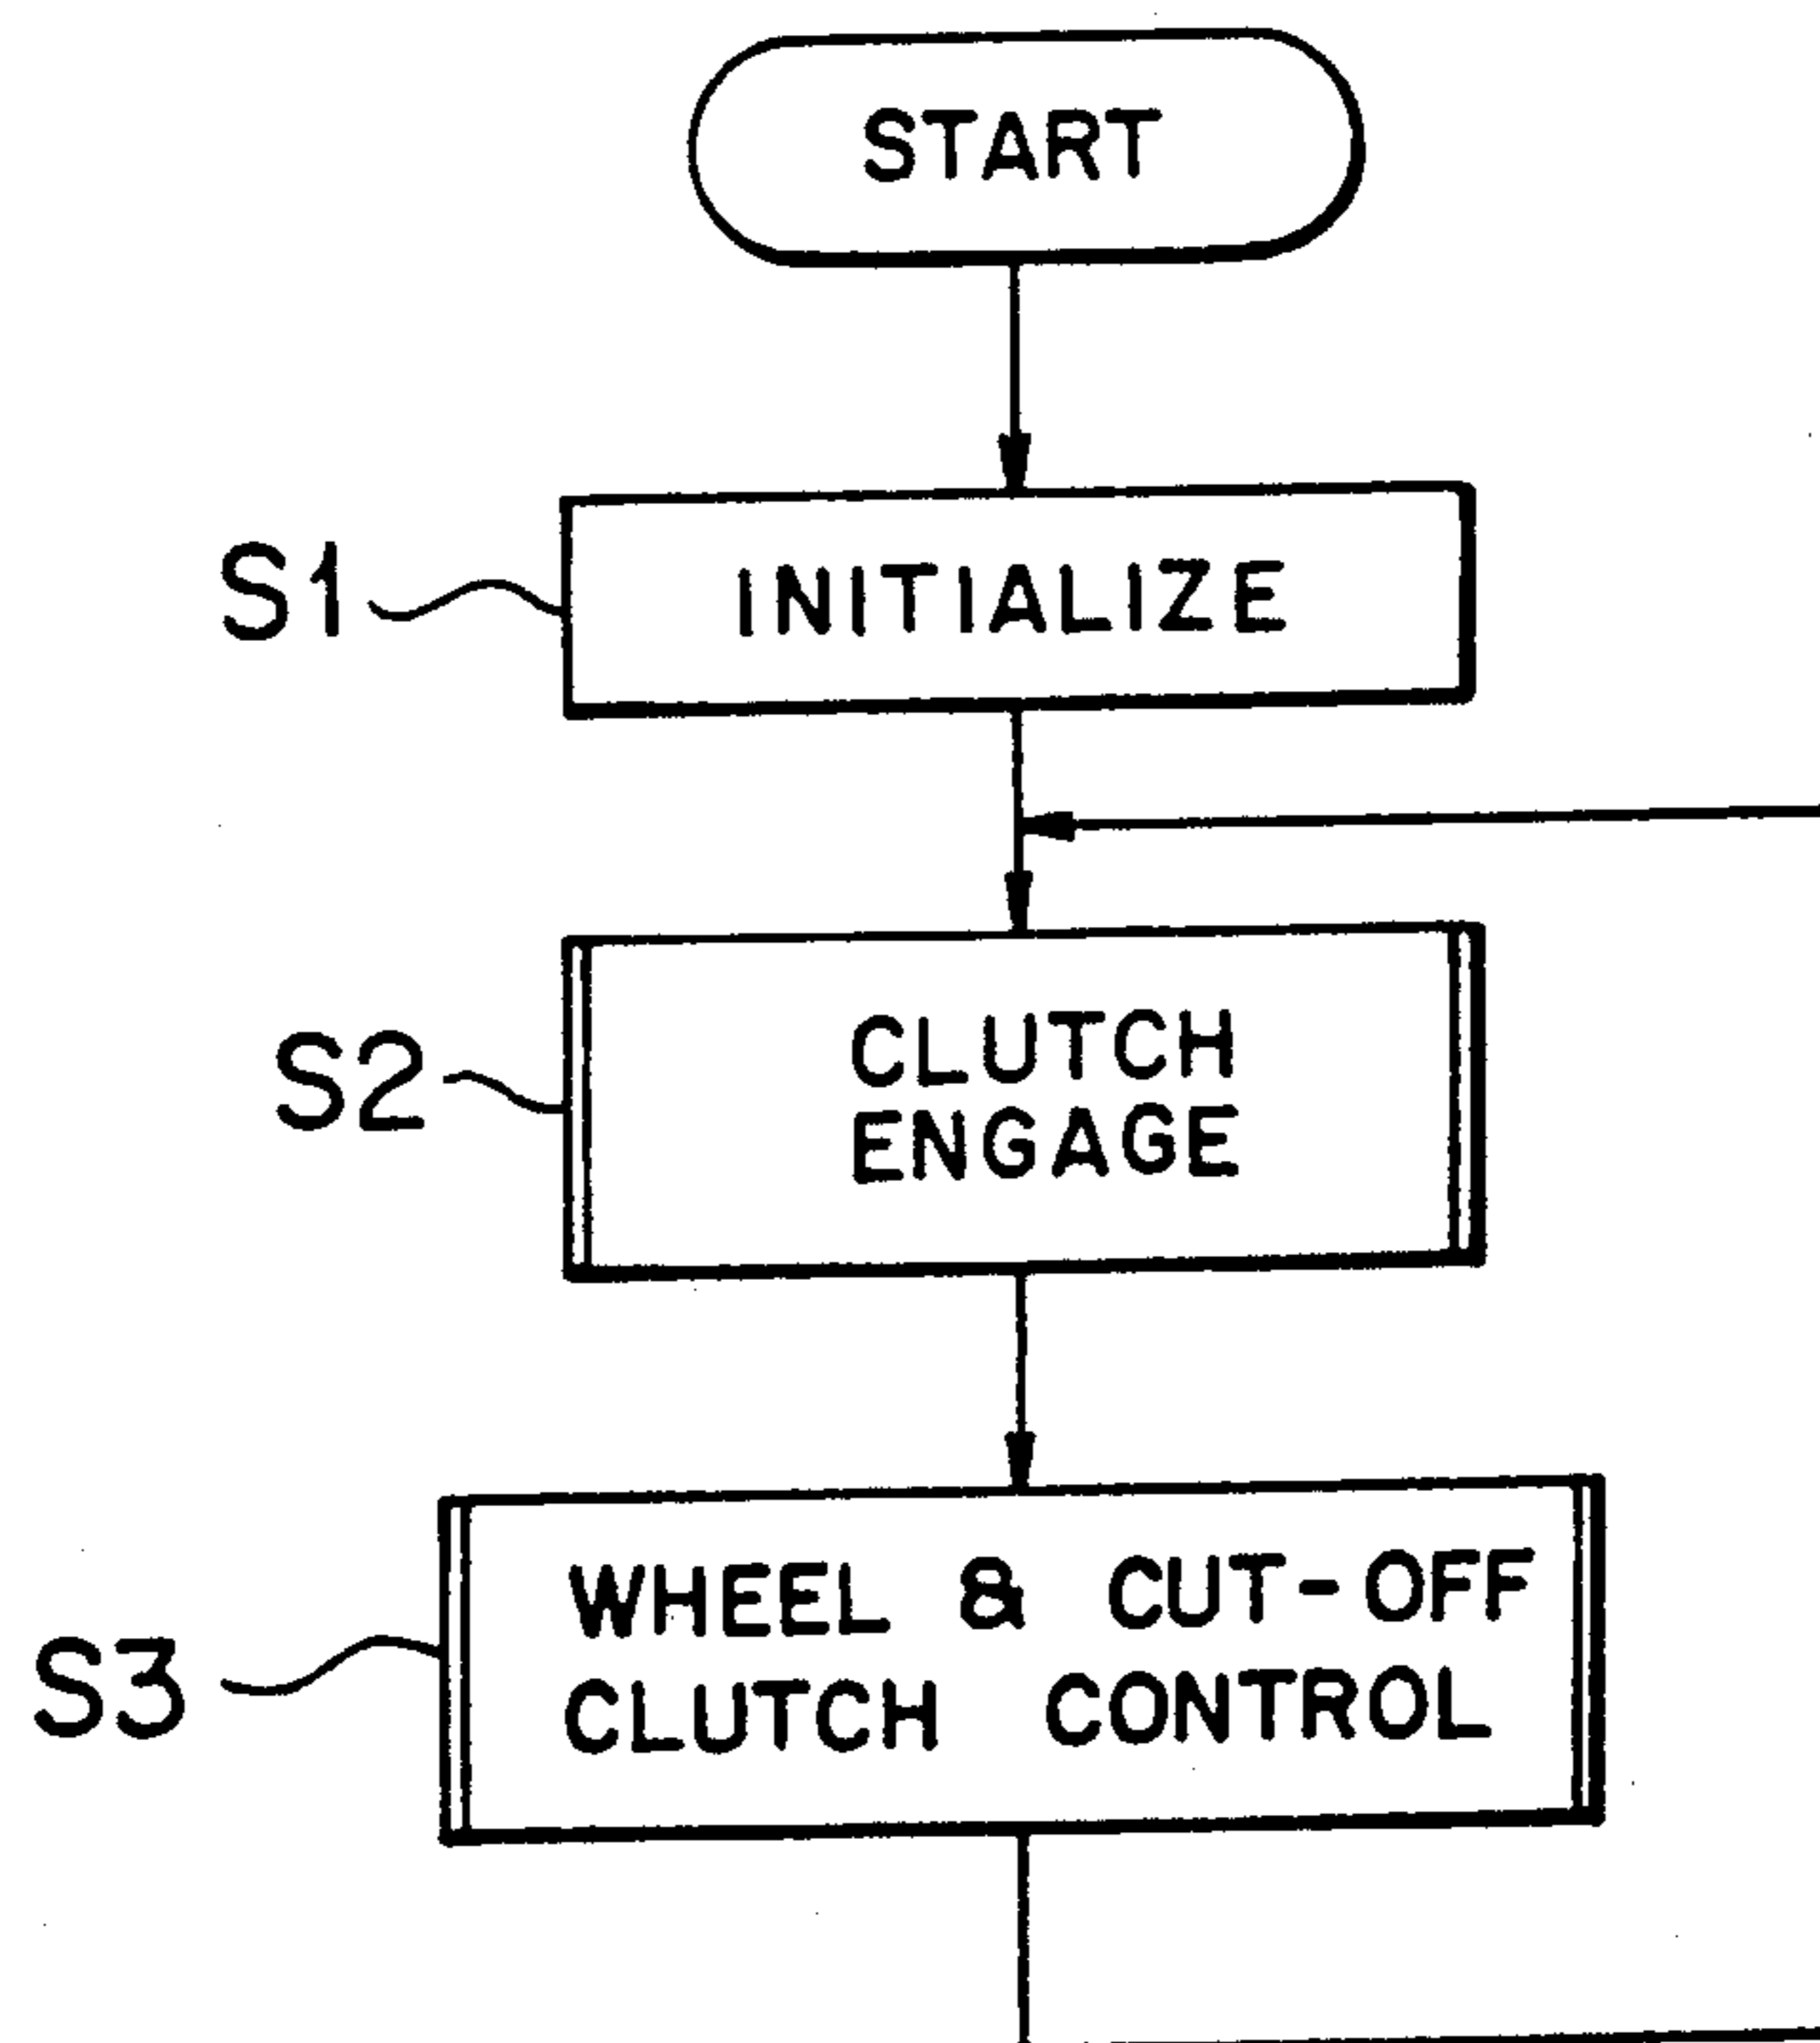 START
S1
INITIALIZE
S2
CLUTCH
ENGAGE
S3
WHEEL & CUT-OFF
CLUTCH CONTROL